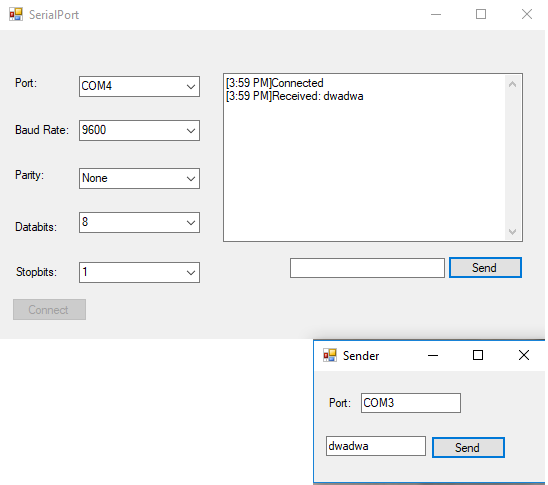 SerialPort
Port: COM4
[3:59 PM]Connected
[3:59 PM]Received: dwadwa
Baud Rate: 9600
Parity: None
Databits: 8
Stopbits: 1
Send
Connect
Sender
Port: COM3
dwadwa Send